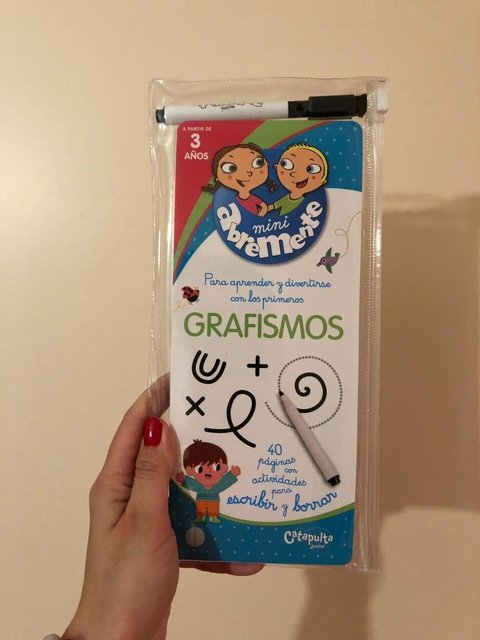 A PARTIR DE
3
AÑOS
mini
abremente
Para aprender y divertirse
con los primeros
GRAFISMOS
40
páginas
con
actividades
para
escribir y borrar
Catapulta
junior